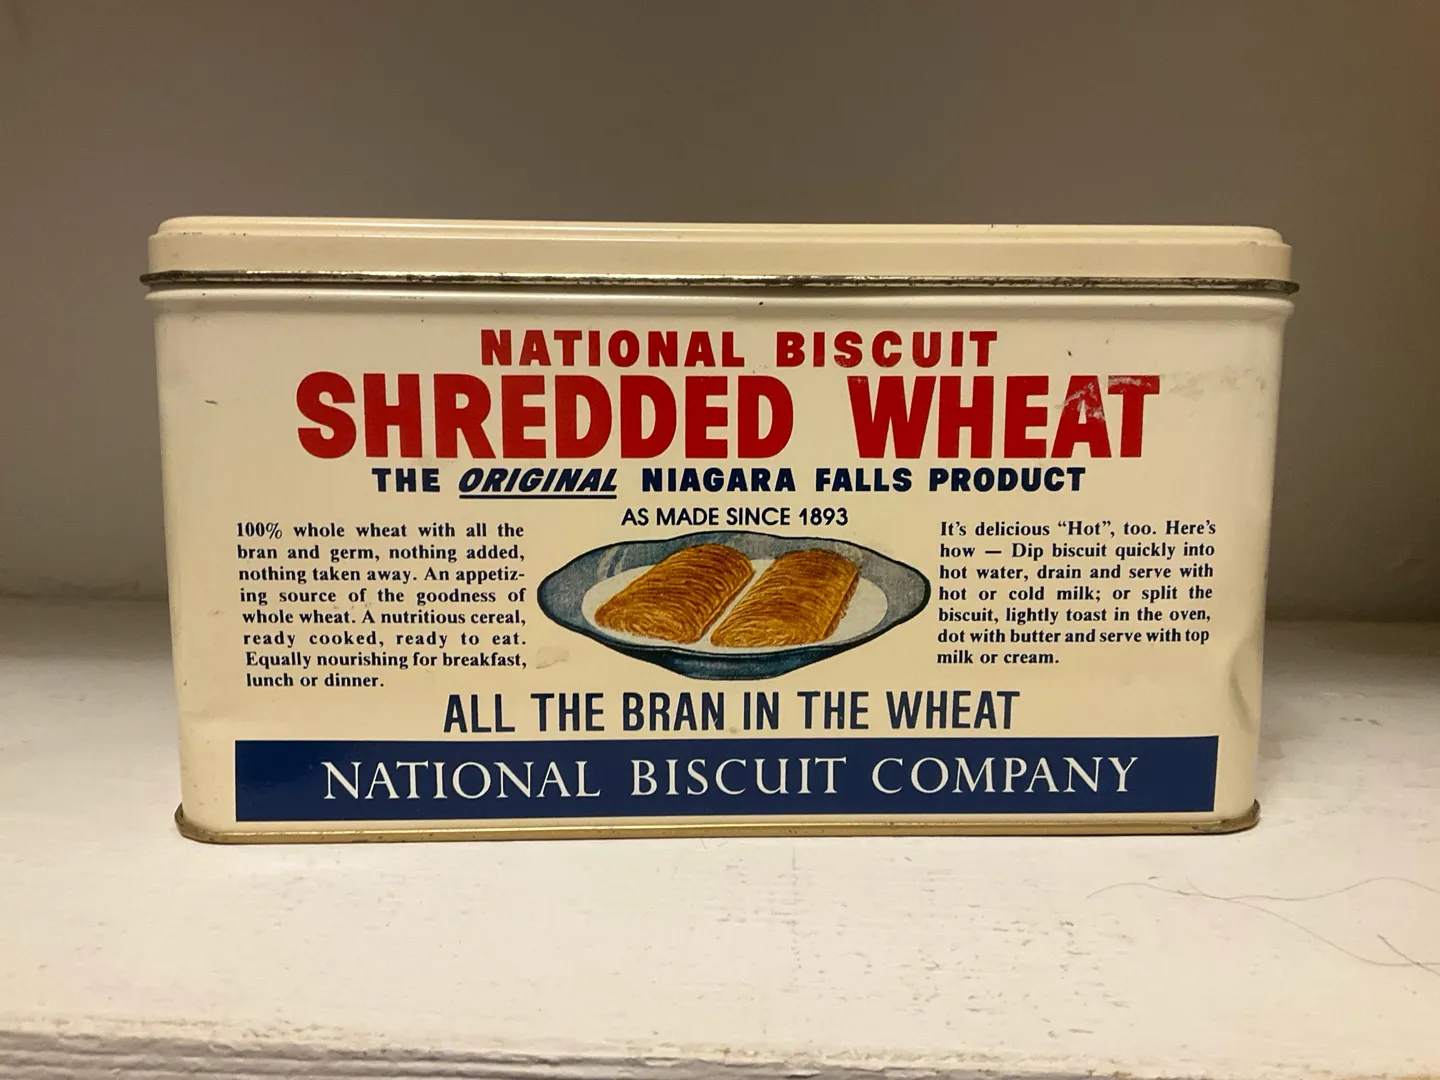 NATIONAL BISCUIT
SHREDDED WHEAT
THE ORIGINAL NIAGARA FALLS PRODUCT
AS MADE SINCE 1893
100% whole wheat with all the
bran and germ, nothing added,
nothing taken away. An appetiz-
ing source of the goodness of
whole wheat. A nutritious cereal,
ready cooked, ready to eat.
Equally nourishing for breakfast,
lunch or dinner.
It's delicious "Hot", too. Here's
how — Dip biscuit quickly into
hot water, drain and serve with
hot or cold milk; or split the
biscuit, lightly toast in the oven,
dot with butter and serve with top
milk or cream.
ALL THE BRAN IN THE WHEAT
NATIONAL BISCUIT COMPANY